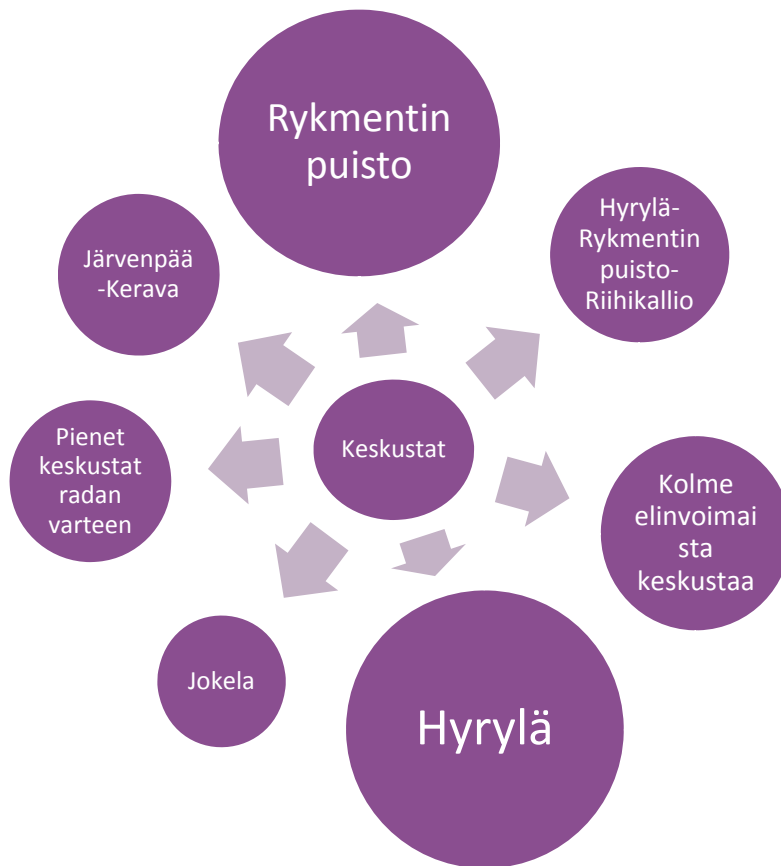 Rykmentin
puisto
Järvenpää
-Kerava
Hyrylä-
Rykmentin
puisto-
Riihikallio
Keskustat
Pienet
keskustat
radan
varteen
Kolme
elinvoimai
sta
keskustaa
Jokela
Hyrylä